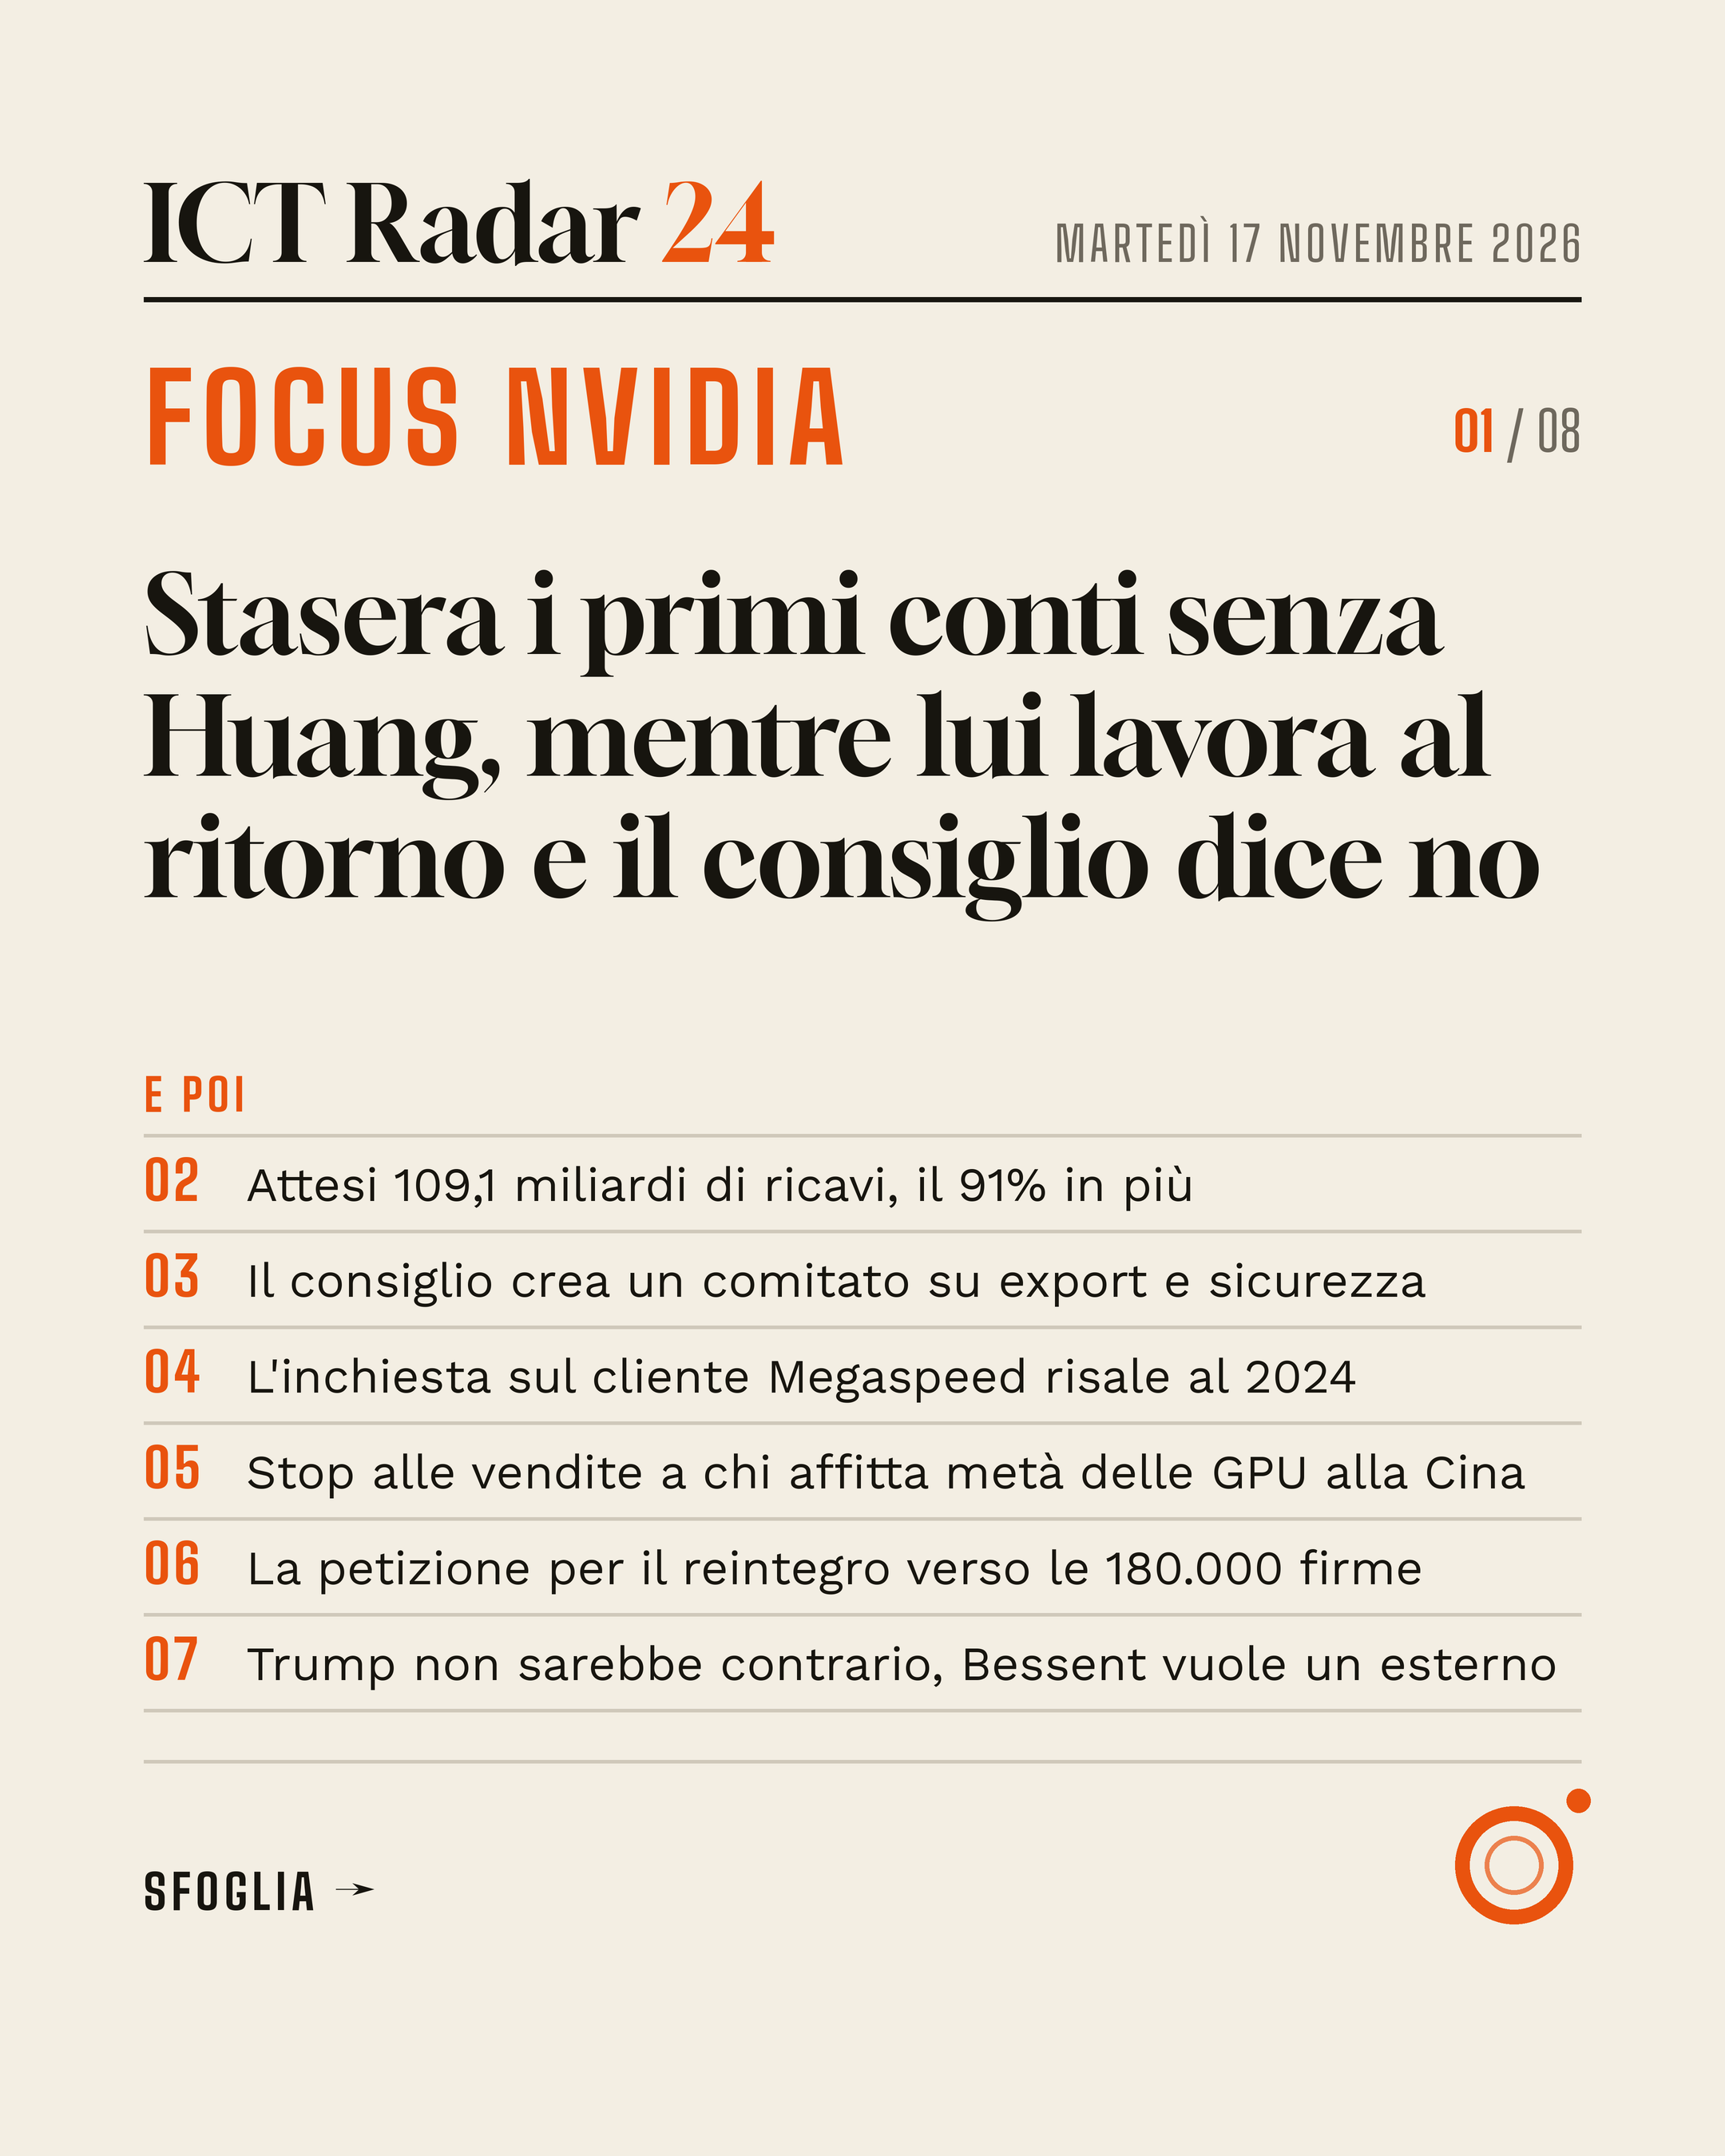 ICT Radar 24
MARTEDÌ 17 NOVEMBRE 2026
FOCUS NVIDIA
01 / 08
Stasera i primi conti senza
Huang, mentre lui lavora al
ritorno e il consiglio dice no
E POI
02 Attesi 109,1 miliardi di ricavi, il 91% in più
03 Il consiglio crea un comitato su export e sicurezza
04 L'inchiesta sul cliente Megaspeed risale al 2024
05 Stop alle vendite a chi affitta metà delle GPU alla Cina
06 La petizione per il reintegro verso le 180.000 firme
07 Trump non sarebbe contrario, Bessent vuole un esterno
SFOGLIA →